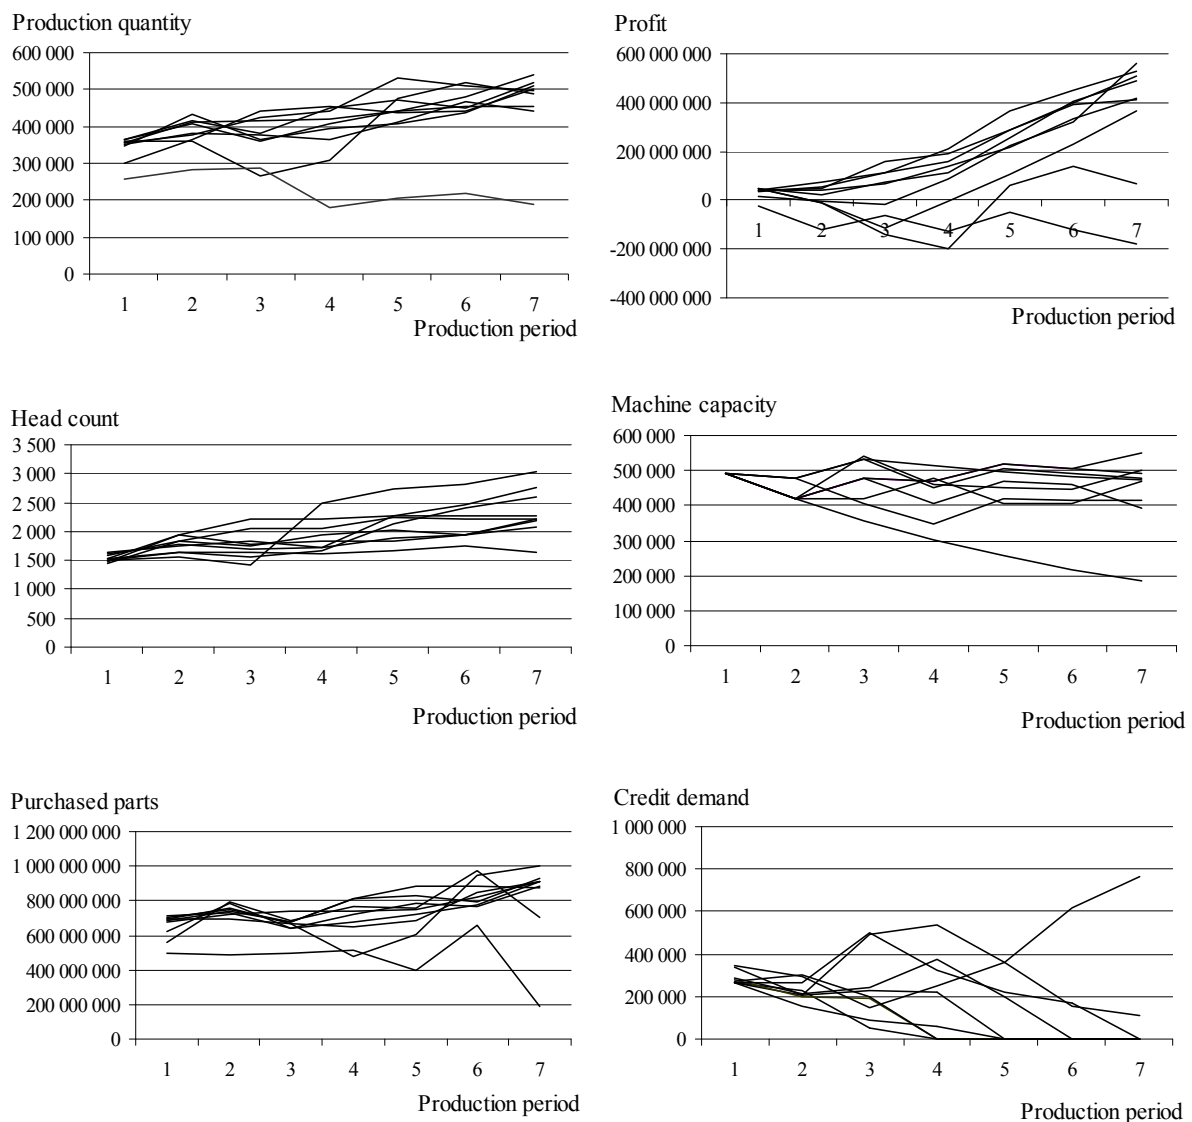 Production quantity
600 000
500 000
400 000
300 000
200 000
100 000
0
1 2 3 4 5 6 7
Production period
Profit
600 000 000
400 000 000
200 000 000
0
-200 000 000
-400 000 000
1 2 3 4 5 6 7
Production period
Head count
3 500
3 000
2 500
2 000
1 500
1 000
500
0
1 2 3 4 5 6 7
Production period
Machine capacity
600 000
500 000
400 000
300 000
200 000
100 000
0
1 2 3 4 5 6 7
Production period
Purchased parts
1 200 000 000
1 000 000 000
800 000 000
600 000 000
400 000 000
200 000 000
0
1 2 3 4 5 6 7
Production period
Credit demand
1 000 000
800 000
600 000
400 000
200 000
0
1 2 3 4 5 6 7
Production period